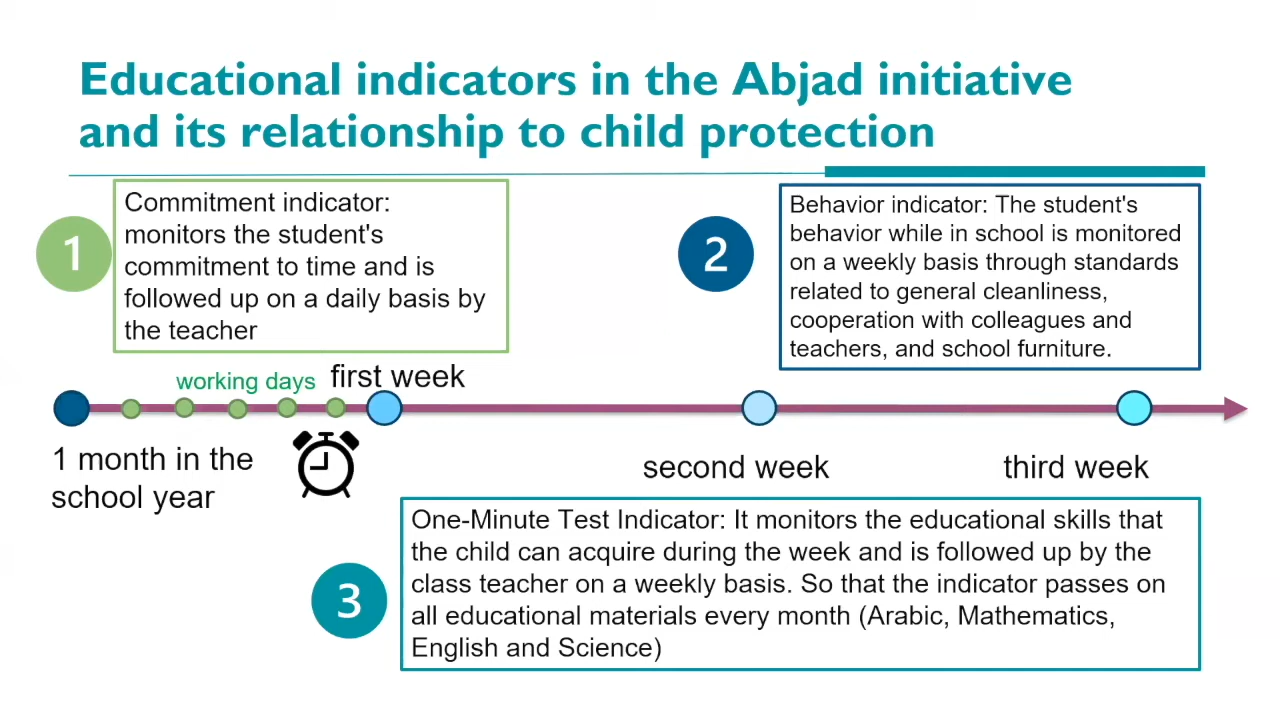 Educational indicators in the Abjad initiative
and its relationship to child protection
1
Commitment indicator:
monitors the student's
commitment to time and is
followed up on a daily basis by
the teacher
2
Behavior indicator: The student's
behavior while in school is monitored
on a weekly basis through standards
related to general cleanliness,
cooperation with colleagues and
teachers, and school furniture.
working days
first week
1 month in the
school year
second week
third week
3
One-Minute Test Indicator: It monitors the educational skills that
the child can acquire during the week and is followed up by the
class teacher on a weekly basis. So that the indicator passes on
all educational materials every month (Arabic, Mathematics,
English and Science)